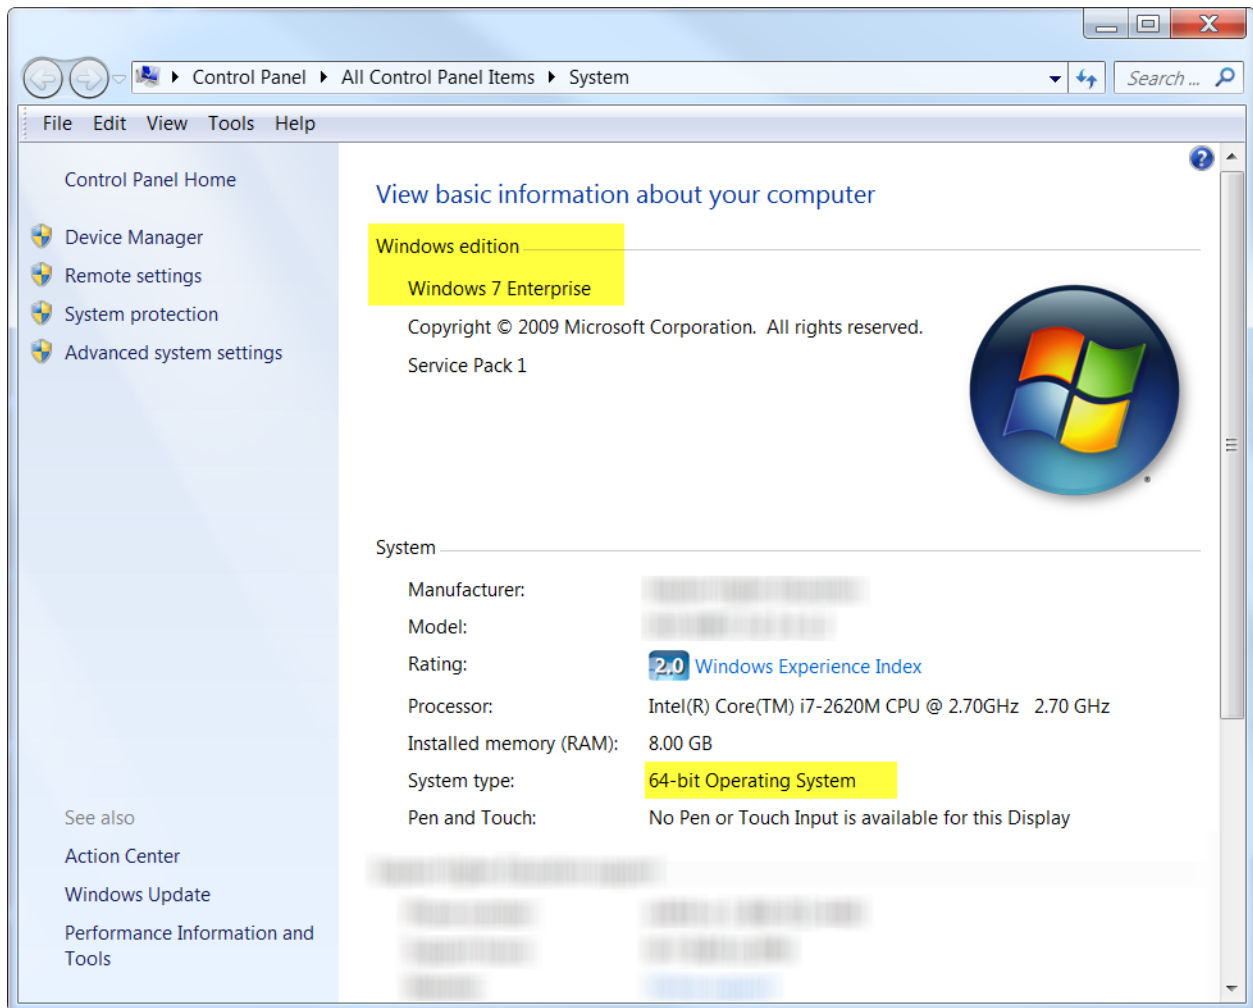 Control Panel ▸ All Control Panel Items ▸ System
Search ...
File Edit View Tools Help
Control Panel Home
Device Manager
Remote settings
System protection
Advanced system settings
See also
Action Center
Windows Update
Performance Information and
Tools
View basic information about your computer
Windows edition
Windows 7 Enterprise
Copyright © 2009 Microsoft Corporation. All rights reserved.
Service Pack 1
System
Manufacturer:
Model:
Rating: 2,0 Windows Experience Index
Processor: Intel(R) Core(TM) i7-2620M CPU @ 2.70GHz 2.70 GHz
Installed memory (RAM): 8.00 GB
System type: 64-bit Operating System
Pen and Touch: No Pen or Touch Input is available for this Display